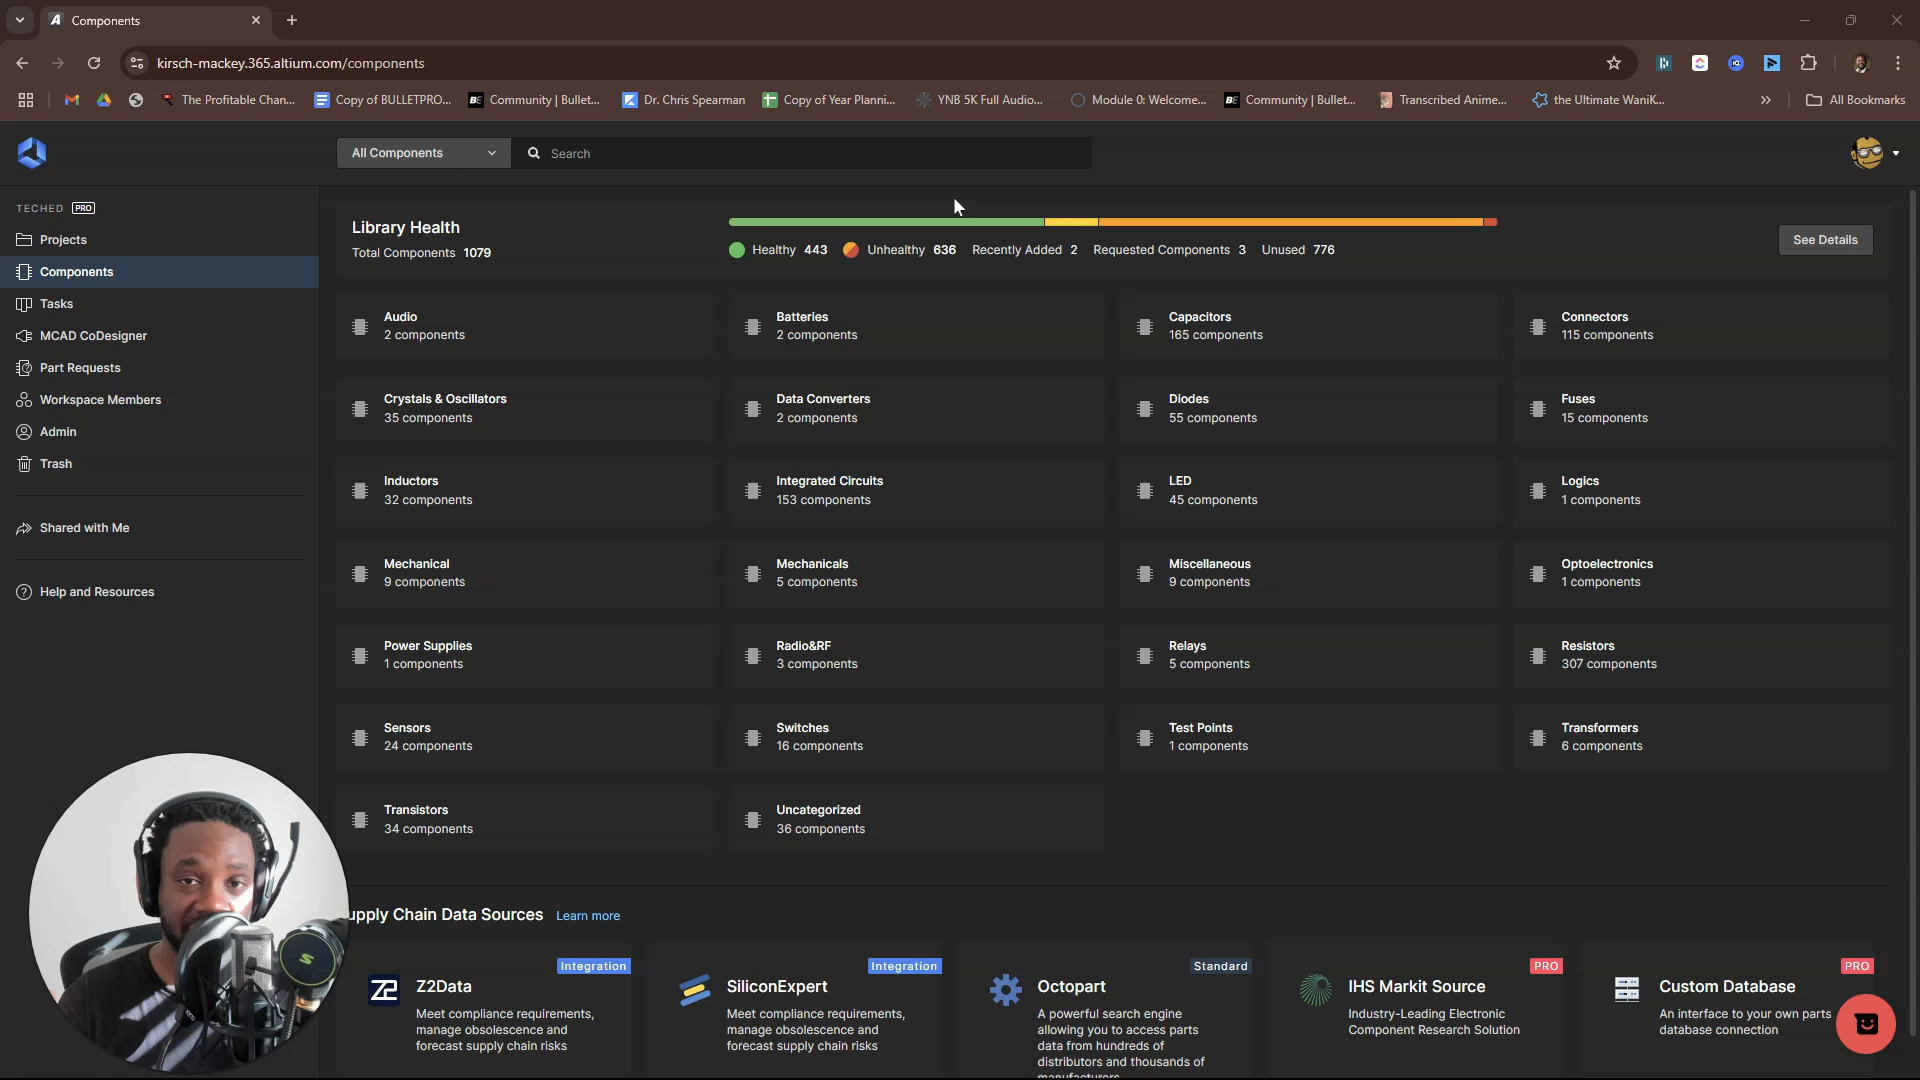 Components
kirsch-mackey.365.altium.com/components
The Profitable Chan...
Copy of BULLETPRO...
Community | Bullet...
Dr. Chris Spearman
Copy of Year Planni...
YNB 5K Full Audio...
Module 0: Welcome...
Community | Bullet...
Transcribed Anime...
the Ultimate WaniK...
All Bookmarks
All Components
Search
TECHED PRO
Projects
Components
Tasks
MCAD CoDesigner
Part Requests
Workspace Members
Admin
Trash
Shared with Me
Help and Resources
Library Health
Total Components 1079
Healthy 443 Unhealthy 636 Recently Added 2 Requested Components 3 Unused 776
See Details
Audio
2 components
Batteries
2 components
Capacitors
165 components
Connectors
115 components
Crystals & Oscillators
35 components
Data Converters
2 components
Diodes
55 components
Fuses
15 components
Inductors
32 components
Integrated Circuits
153 components
LED
45 components
Logics
1 components
Mechanical
9 components
Mechanicals
5 components
Miscellaneous
9 components
Optoelectronics
1 components
Power Supplies
1 components
Radio&RF
3 components
Relays
5 components
Resistors
307 components
Sensors
24 components
Switches
16 components
Test Points
1 components
Transformers
6 components
Transistors
34 components
Uncategorized
36 components
upply Chain Data Sources Learn more
Integration
Z2 Z2Data
Meet compliance requirements,
manage obsolescence and
forecast supply chain risks
Integration
SiliconExpert
Meet compliance requirements,
manage obsolescence and
forecast supply chain risks
Standard
Octopart
A powerful search engine
allowing you to access parts
data from hundreds of
distributors and thousands of
manufacturers
PRO
IHS Markit Source
Industry-Leading Electronic
Component Research Solution
PRO
Custom Database
An interface to your own parts
database connection